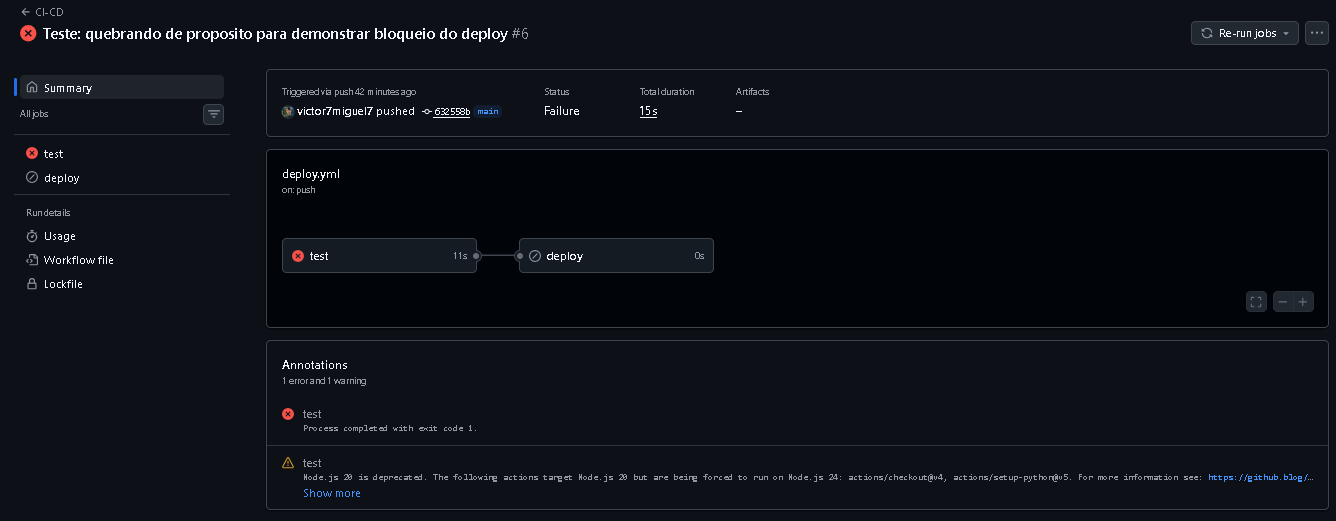 ← CI-CD
Teste: quebrando de proposito para demonstrar bloqueio do deploy #6
Re-run jobs
Summary
All jobs
test
deploy
Run details
Usage
Workflow file
Lockfile
Triggered via push 42 minutes ago
victor7miguel7 pushed 632558b main
Status
Failure
Total duration
15s
Artifacts
–
deploy.yml
on: push
test 11s
deploy 0s
Annotations
1 error and 1 warning
test
Process completed with exit code 1.
test
Node.js 20 is deprecated. The following actions target Node.js 20 but are being forced to run on Node.js 24: actions/checkout@v4, actions/setup-python@v5. For more information see: https://github.blog/…
Show more